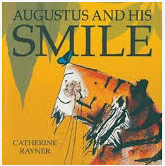 AUGUSTUS AND HIS
SMILE
CATHERINE
RAYNER